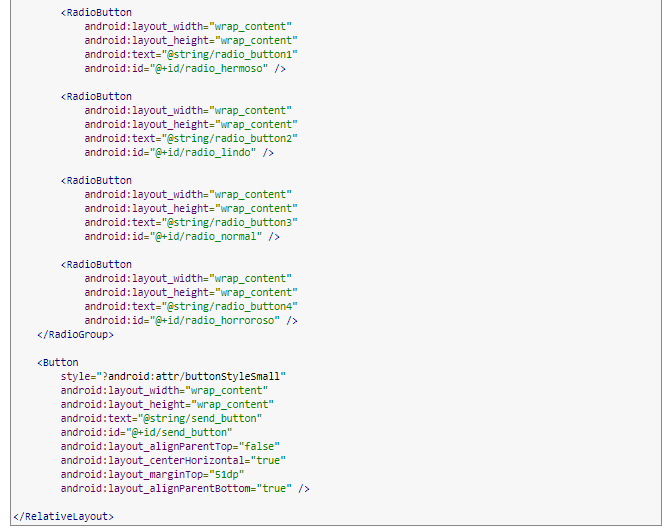 <RadioButton
android:layout_width="wrap_content"
android:layout_height="wrap_content"
android:text="@string/radio_button1"
android:id="@+id/radio_hermoso" />
<RadioButton
android:layout_width="wrap_content"
android:layout_height="wrap_content"
android:text="@string/radio_button2"
android:id="@+id/radio_lindo" />
<RadioButton
android:layout_width="wrap_content"
android:layout_height="wrap_content"
android:text="@string/radio_button3"
android:id="@+id/radio_normal" />
<RadioButton
android:layout_width="wrap_content"
android:layout_height="wrap_content"
android:text="@string/radio_button4"
android:id="@+id/radio_horroroso" />
</RadioGroup>
<Button
style="?android:attr/buttonStyleSmall"
android:layout_width="wrap_content"
android:layout_height="wrap_content"
android:text="@string/send_button"
android:id="@+id/send_button"
android:layout_alignParentTop="false"
android:layout_centerHorizontal="true"
android:layout_marginTop="51dp"
android:layout_alignParentBottom="true" />
</RelativeLayout>